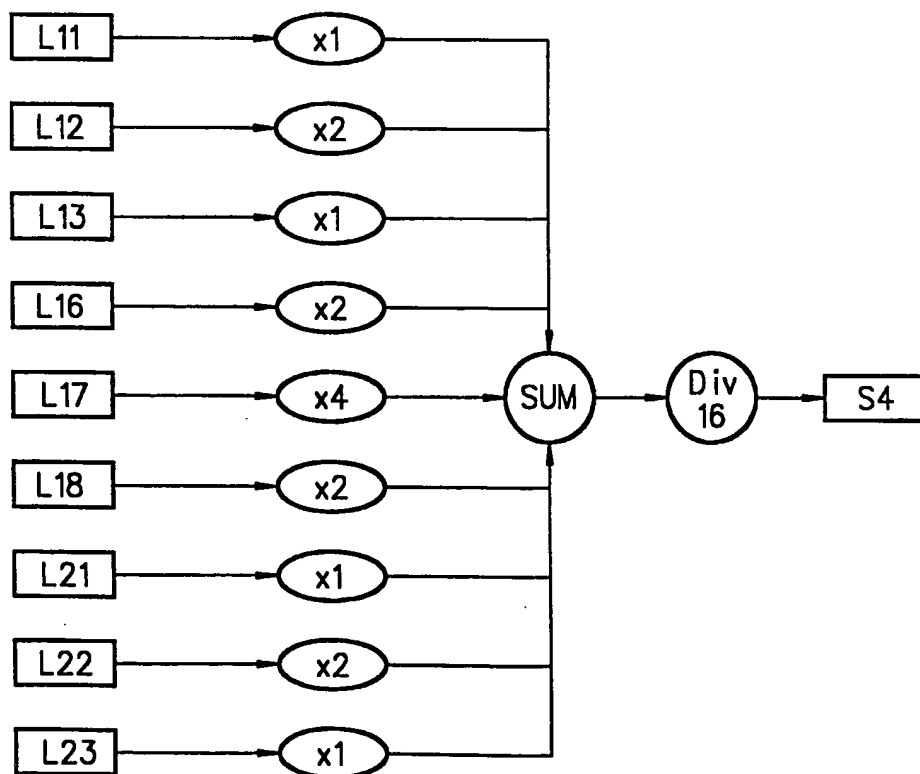 L11 x1
L12 x2
L13 x1
L16 x2
L17 x4 SUM Div 16 S4
L18 x2
L21 x1
L22 x2
L23 x1